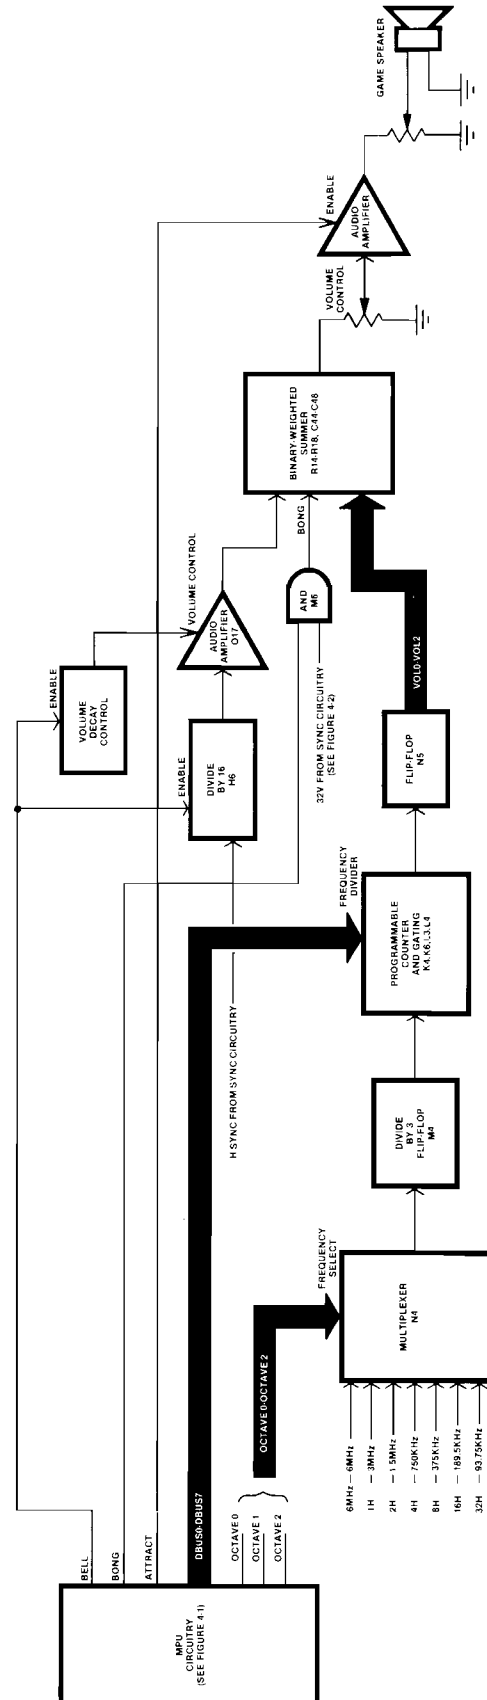 MPU
CIRCUITRY
(SEE FIGURE 4-1)
BELL
BONG
ATTRACT
DBUS0-DBUS7
OCTAVE 0
OCTAVE 1
OCTAVE 2
OCTAVE 0-OCTAVE 2
6MHz — 6MHz
1H — 3MHz
2H — 1.5MHz
4H — 750KHz
8H — 375KHz
16H — 189.5KHz
32H — 93.75KHz
FREQUENCY
SELECT
MULTIPLEXER
N4
DIVIDE
BY 3
FLIP-FLOP
M4
H SYNC FROM SYNC CIRCUITRY
FREQUENCY
DIVIDER
PROGRAMMABLE
COUNTER
AND GATING
K4,K6,L3,L4
FLIP-FLOP
N5
VOL0-VOL2
ENABLE
DIVIDE
BY 16
H6
ENABLE
VOLUME
DECAY
CONTROL
VOLUME CONTROL
AUDIO
AMPLIFIER
O17
32V FROM SYNC CIRCUITRY
(SEE FIGURE 4-2)
AND
M6
BONG
BINARY-WEIGHTED
SUMMER
R14-R18, C44-C48
VOLUME
CONTROL
ENABLE
AUDIO
AMPLIFIER
GAME SPEAKER